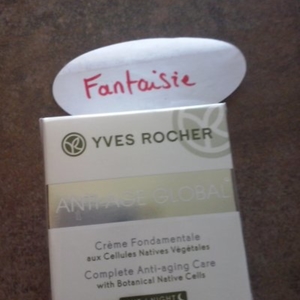 Fantaisie
YVES ROCHER
ANTI-AGE GLOBAL
Crème Fondamentale
aux Cellules Natives Végétales
Complete Anti-aging Care
with Botanical Native Cells